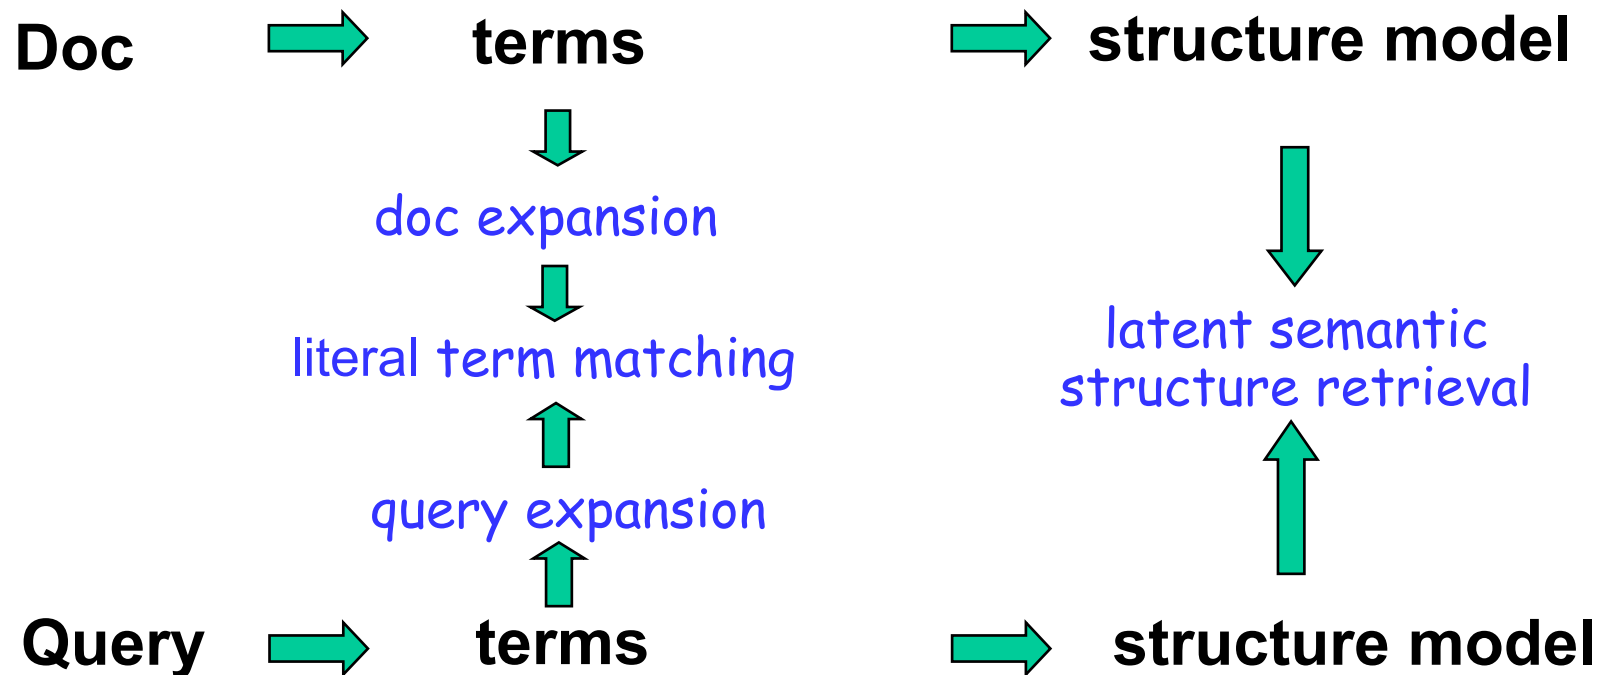 Doc
terms
structure model
doc expansion
literal term matching
latent semantic
structure retrieval
query expansion
Query
terms
structure model